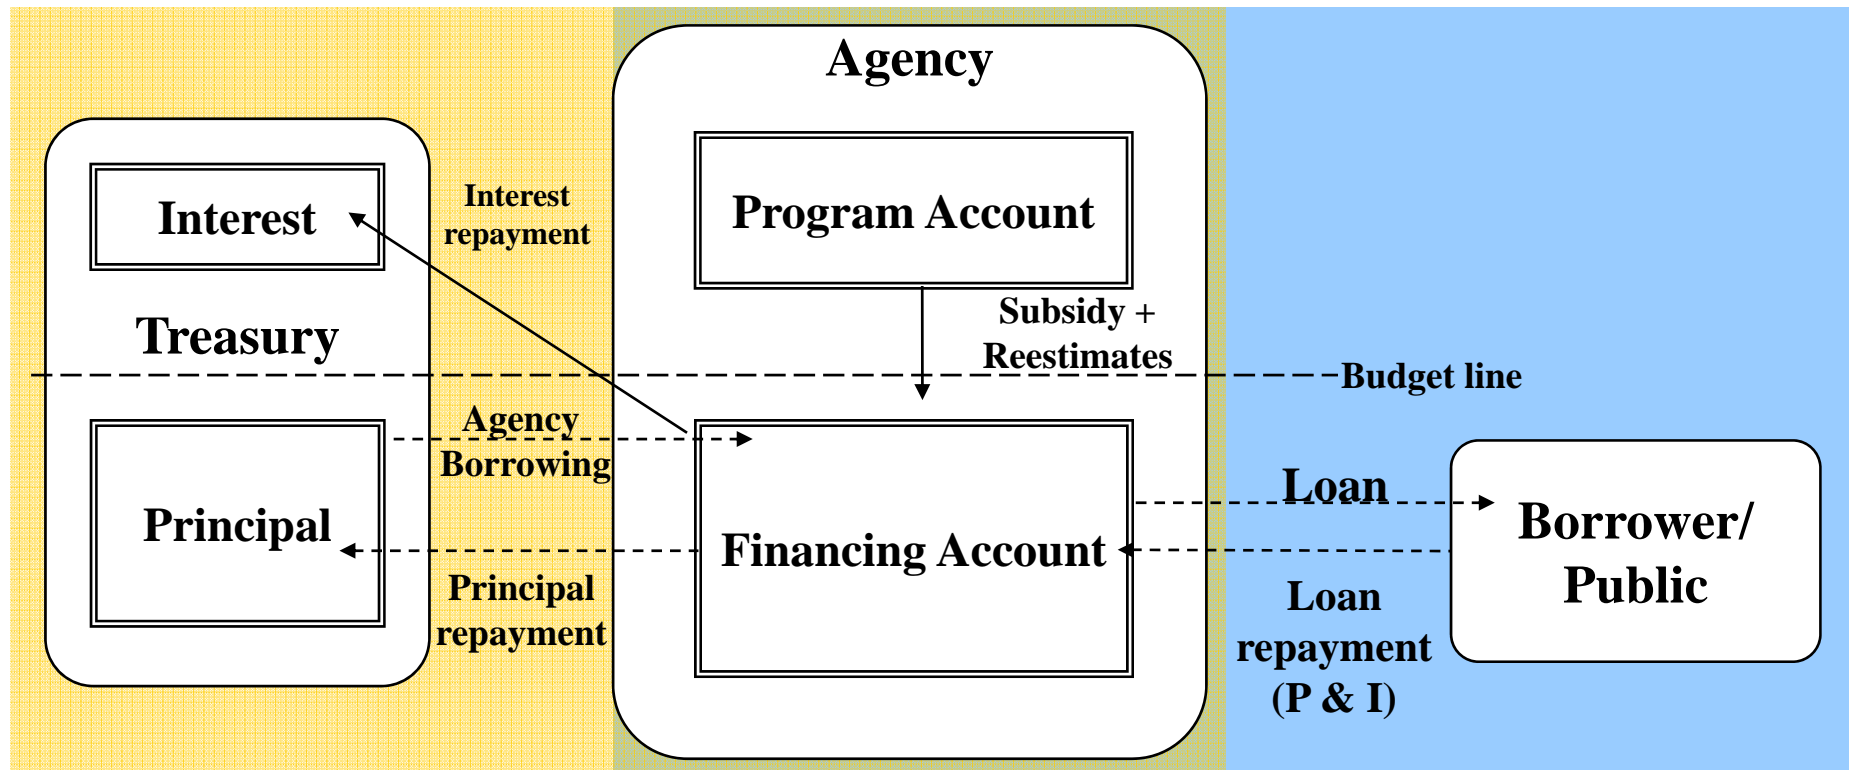 Agency
Interest
repayment
Interest
Program Account
Treasury
Subsidy +
Reestimates
Budget line
Agency
Borrowing
Principal
Financing Account
Loan
Borrower/
Public
Principal
repayment
Loan
repayment
(P & I)